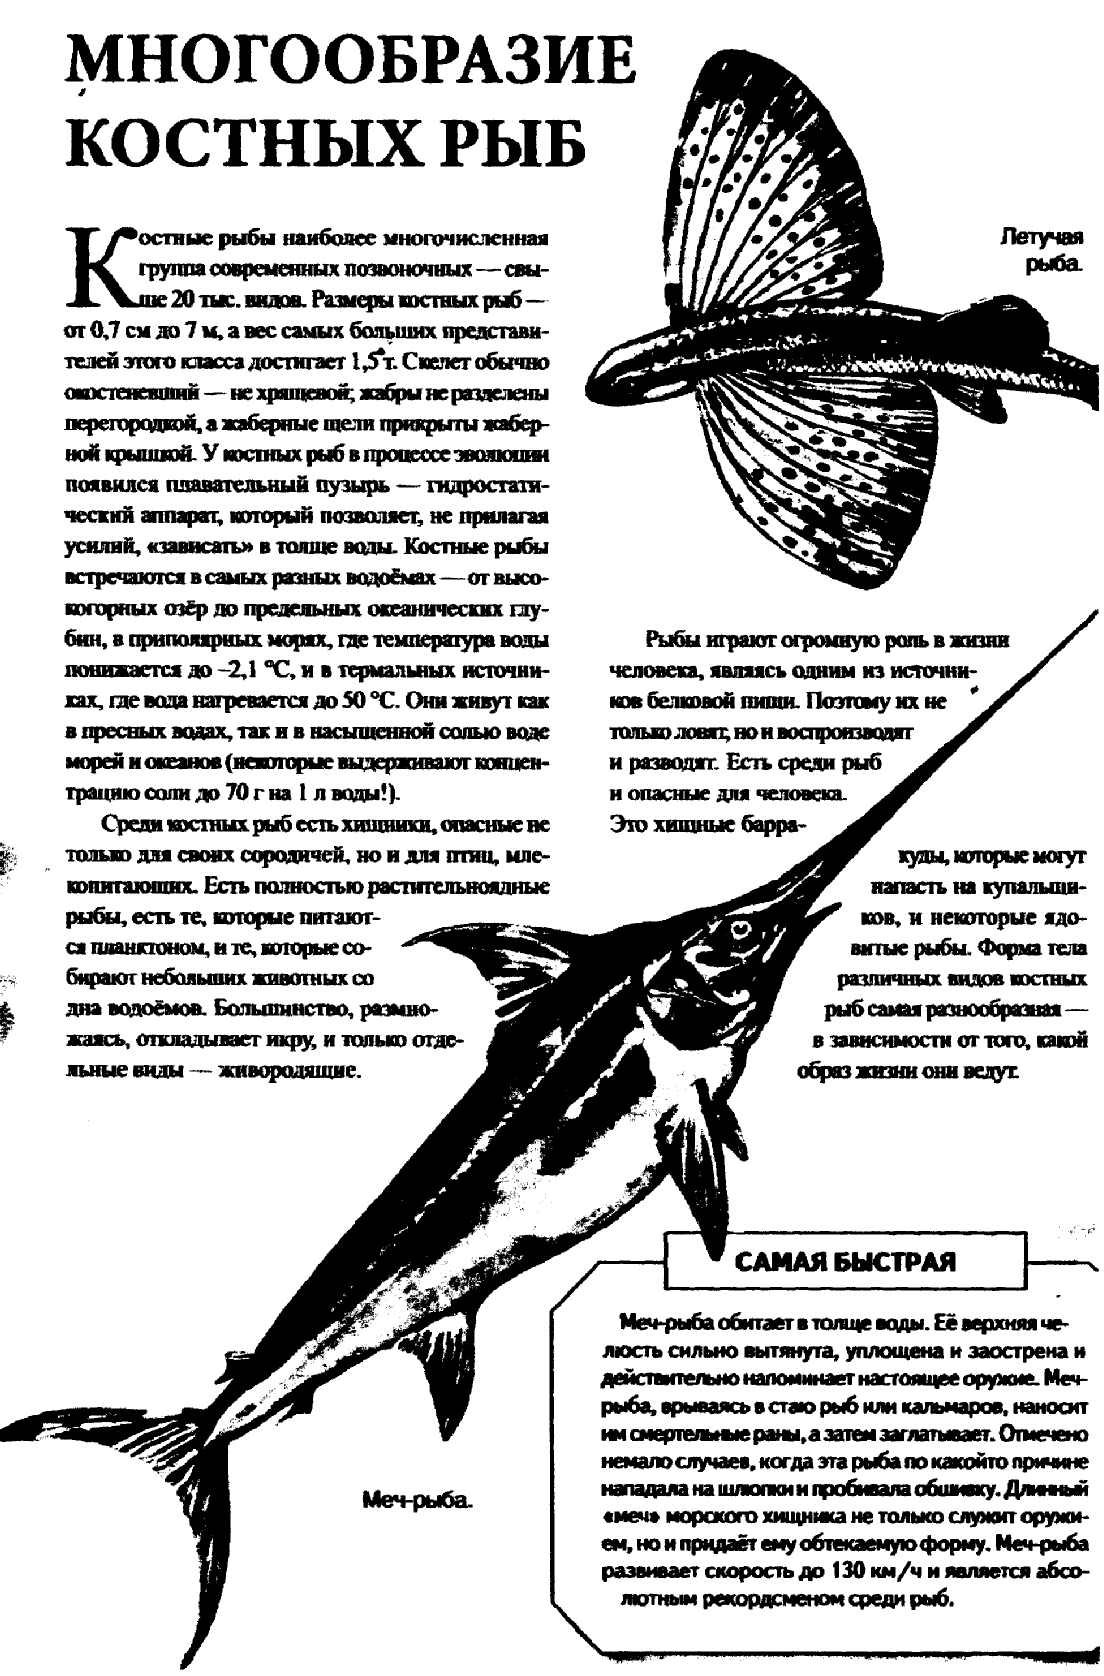 МНОГООБРАЗИЕ
КОСТНЫХ РЫБ
Костные рыбы наиболее многочисленная
группа современных позвоночных — свы-
ше 20 тыс. видов. Размеры костных рыб —
от 0,7 см до 7 м, а вес самых больших представи-
телей этого класса достигает 1,5 т. Скелет обычно
окостеневший — не хрящевой; жабры не разделены
перегородкой, а жаберные щели прикрыты жабер-
ной крышкой. У костных рыб в процессе эволюции
появился плавательный пузырь — гидростати-
ческий аппарат, который позволяет, не прилагая
усилий, «зависать» в толще воды. Костные рыбы
встречаются в самых разных водоёмах — от высо-
когорных озёр до предельных океанических глу-
бин, в приполярных морях, где температура воды
понижается до –2,1 °С, и в термальных источни-
ках, где вода нагревается до 50 °С. Они живут как
в пресных водах, так и в насыщенной солью воде
морей и океанов (некоторые выдерживают концен-
трацию соли до 70 г на 1 л воды!).
Среди костных рыб есть хищники, опасные не
только для своих сородичей, но и для птиц, мле-
копитающих. Есть полностью растительноядные
рыбы, есть те, которые питают-
ся планктоном, и те, которые со-
бирают небольших животных со
дна водоёмов. Большинство, размно-
жаясь, откладывает икру, и только отде-
льные виды — живородящие.
Летучая
рыба.
Рыбы играют огромную роль в жизни
человека, являясь одним из источни-
ков белковой пищи. Поэтому их не
только ловят, но и воспроизводят
и разводят. Есть среди рыб
и опасные для человека.
Это хищные барра-
куды, которые могут
напасть на купальщи-
ков, и некоторые ядо-
витые рыбы. Форма тела
различных видов костных
рыб самая разнообразная —
в зависимости от того, какой
образ жизни они ведут.
Меч-рыба.
САМАЯ БЫСТРАЯ
Меч-рыба обитает в толще воды. Её верхняя че-
люсть сильно вытянута, уплощена и заострена и
действительно напоминает настоящее оружие. Меч-
рыба, врываясь в стаю рыб или кальмаров, наносит
им смертельные раны, а затем заглатывает. Отмечено
немало случаев, когда эта рыба по какойто причине
нападала на шлюпки и пробивала обшивку. Длинный
«меч» морского хищника не только служит оружи-
ем, но и придаёт ему обтекаемую форму. Меч-рыба
развивает скорость до 130 км/ч и является абсо-
лютным рекордсменом среди рыб.